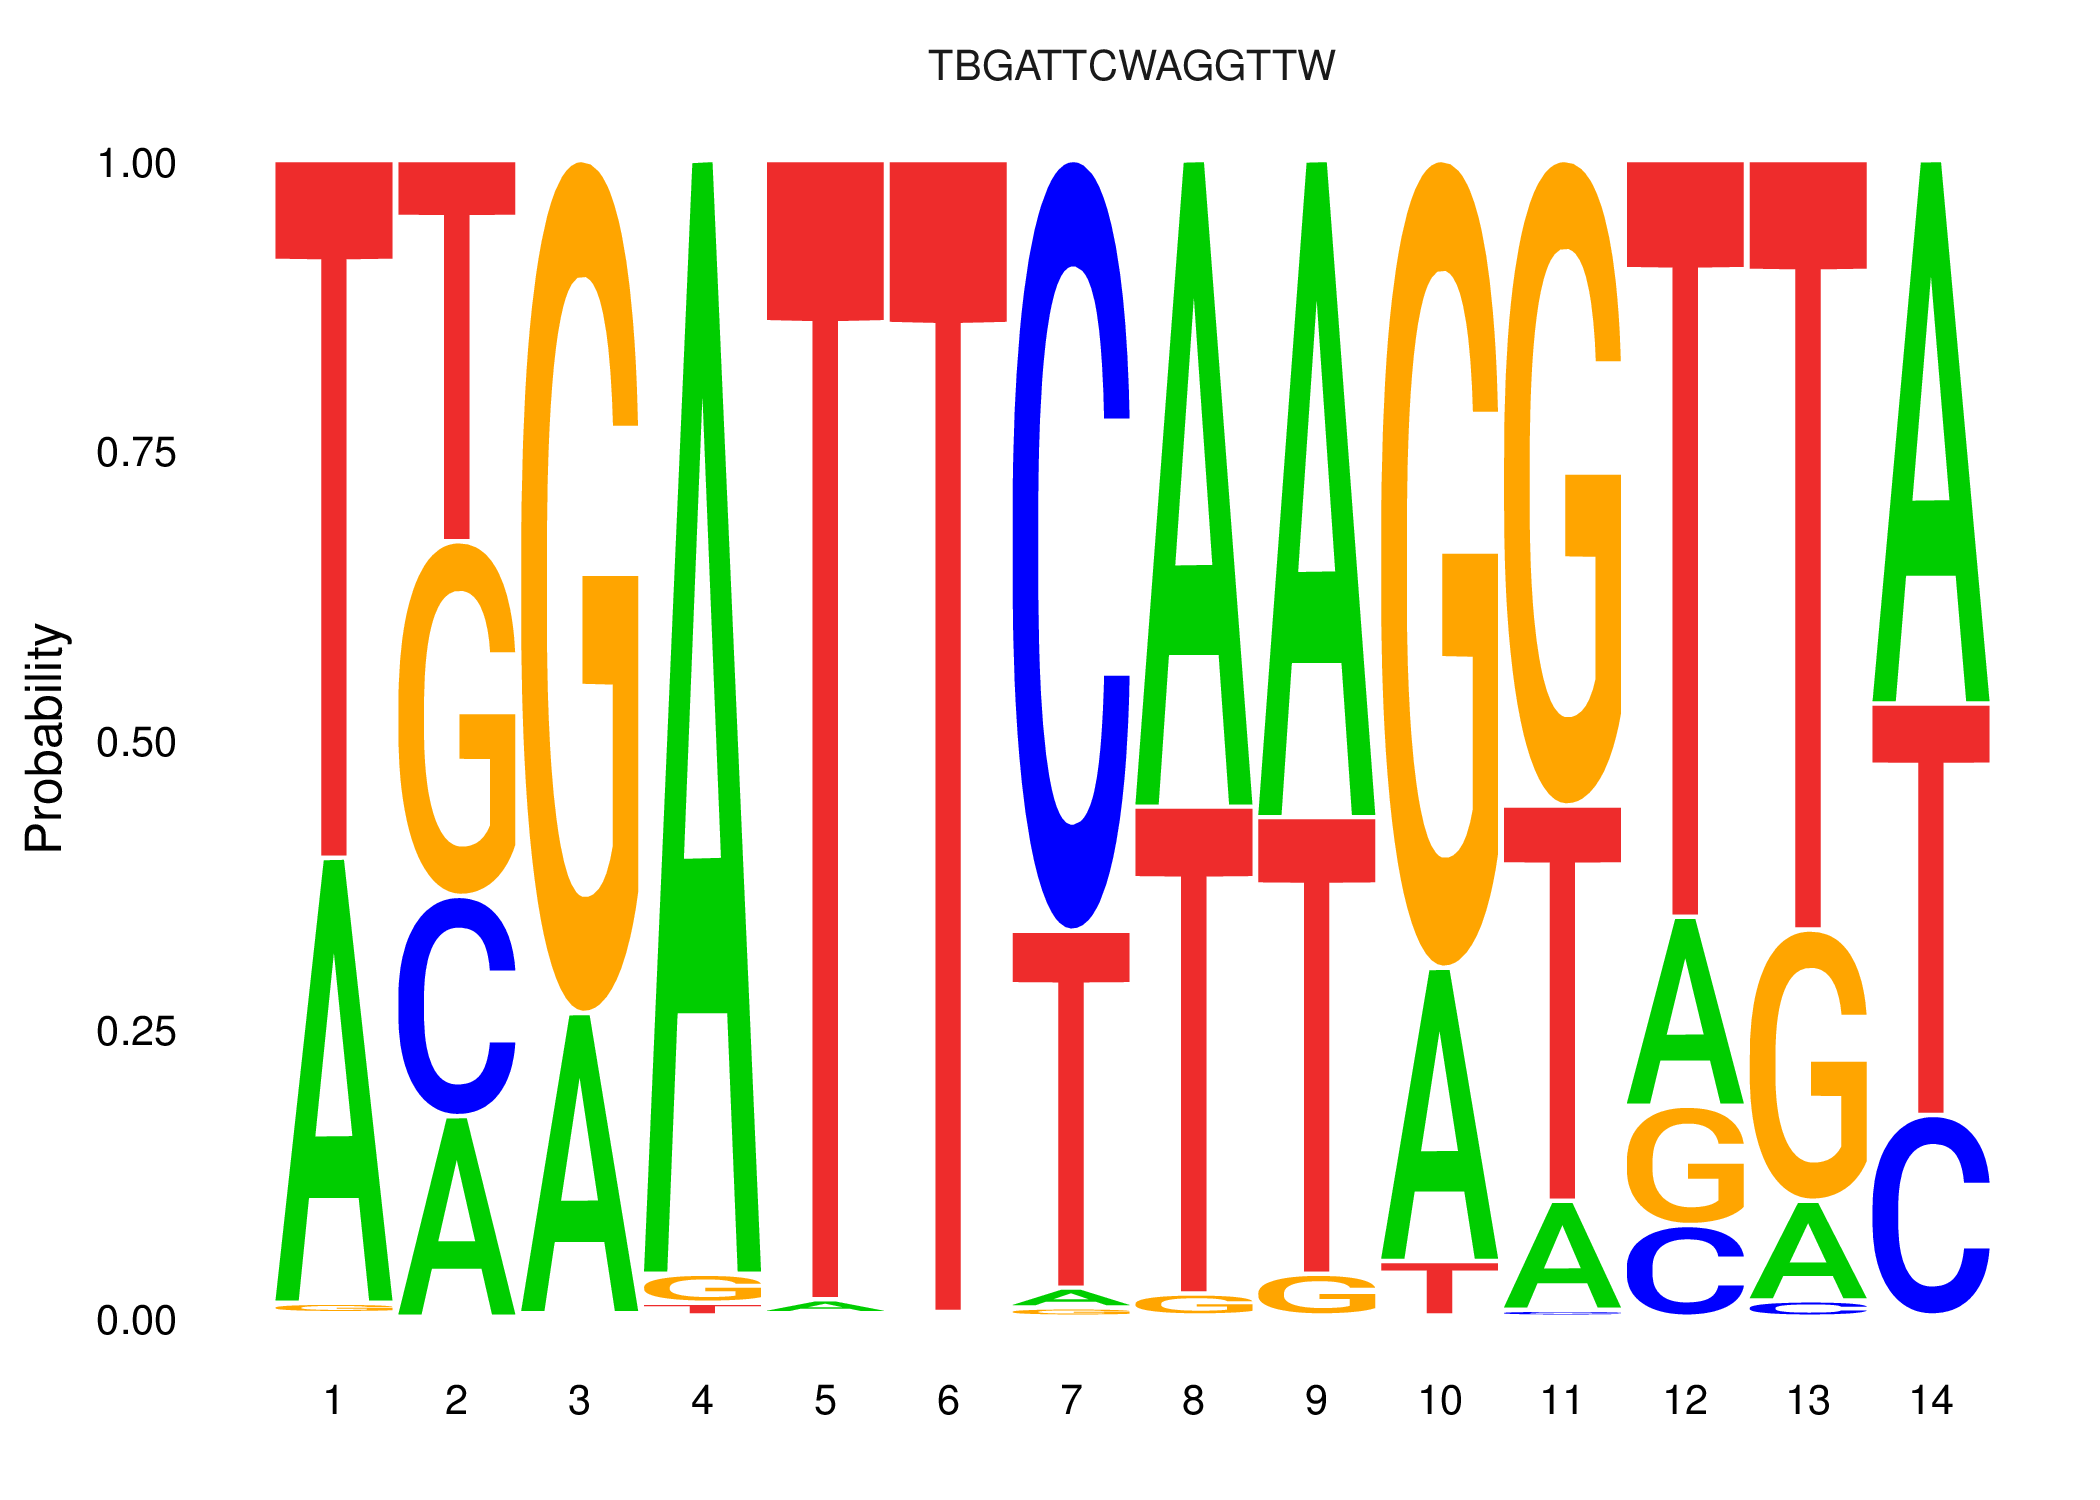 TBGATTCWAGGTTW
1.00
0.75
0.50
0.25
0.00
Probability
T T G A T T C A A G G T T A
A G A G A T T T A T A G T
G C T A G G T A G A C
A G C C C
1 2 3 4 5 6 7 8 9 10 11 12 13 14